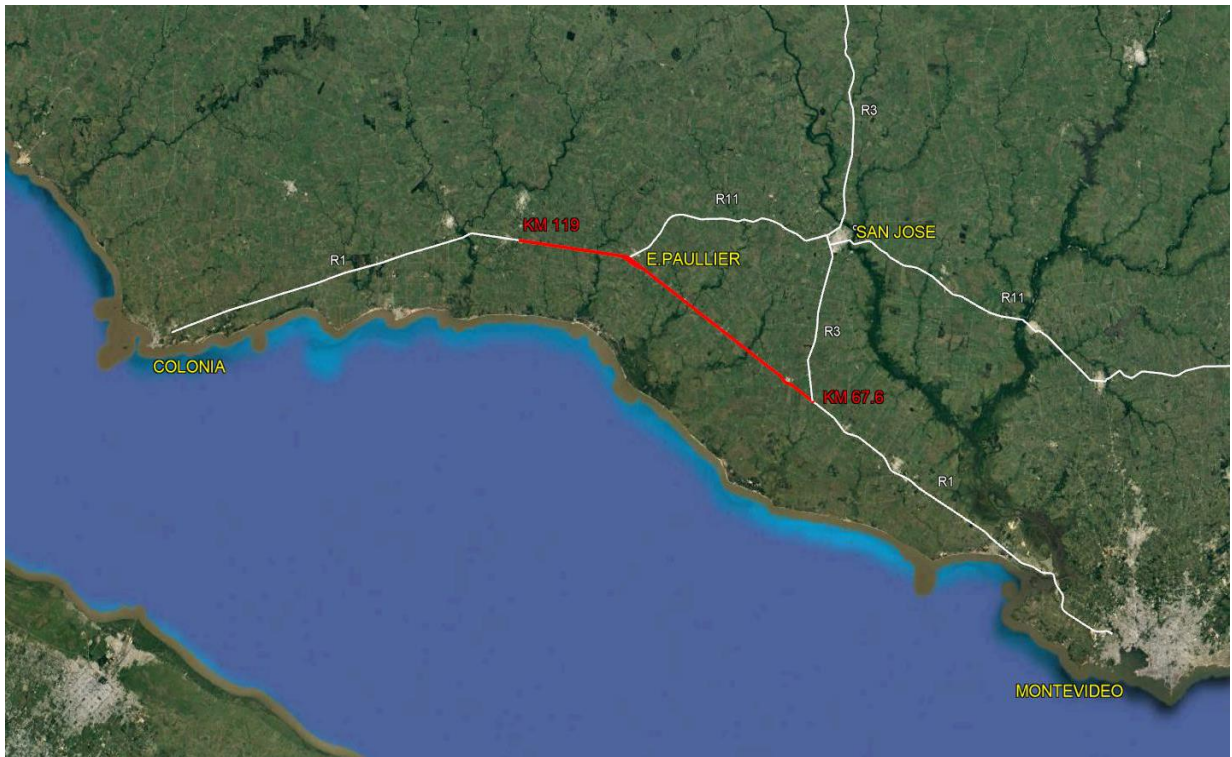 R3
R11
KM 119
SAN JOSE
E.PAULLIER
R1
R11
R3
COLONIA
KM 67.6
R1
MONTEVIDEO